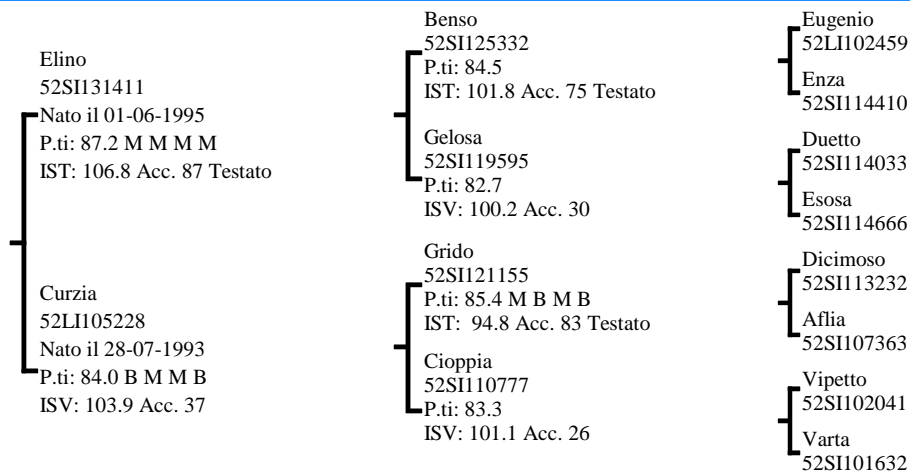 Elino
52SI131411
Nato il 01-06-1995
P.ti: 87.2 M M M M
IST: 106.8 Acc. 87 Testato
Curzia
52LI105228
Nato il 28-07-1993
P.ti: 84.0 B M M B
ISV: 103.9 Acc. 37
Benso
52SI125332
P.ti: 84.5
IST: 101.8 Acc. 75 Testato
Gelosa
52SI119595
P.ti: 82.7
ISV: 100.2 Acc. 30
Grido
52SI121155
P.ti: 85.4 M B M B
IST: 94.8 Acc. 83 Testato
Cioppia
52SI110777
P.ti: 83.3
ISV: 101.1 Acc. 26
Eugenio
52LI102459
Enza
52SI114410
Duetto
52SI114033
Esosa
52SI114666
Dicimoso
52SI113232
Aflia
52SI107363
Vipetto
52SI102041
Varta
52SI101632